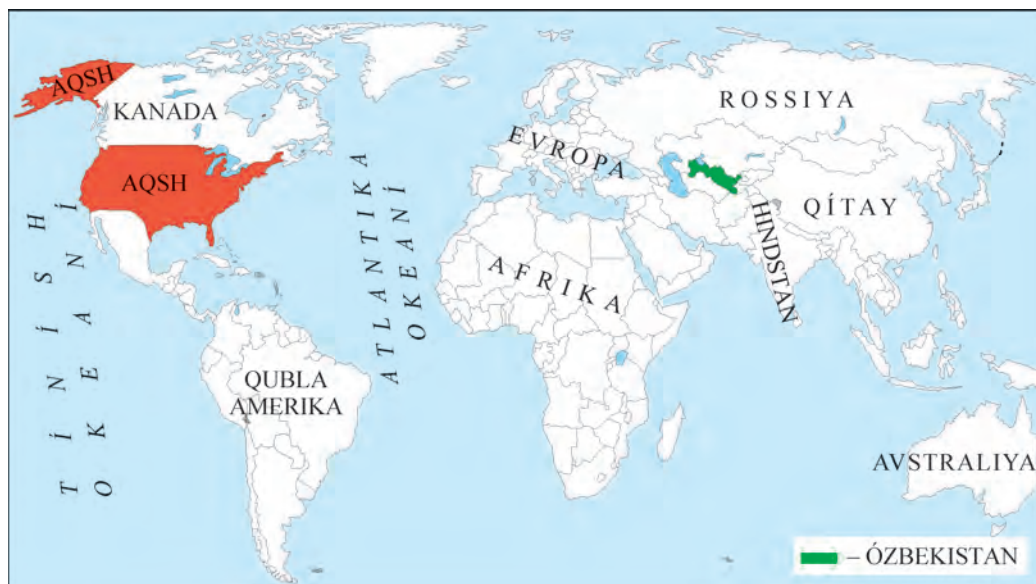 AQSH
KANADA
AQSH
TÍNÍSH
OKEANÍ
ATLANTIKA
OKEANÍ
QUBLA
AMERIKA
EVROPA
AFRIKA
ROSSIYA
QÍTAY
HINDSTAN
AVSTRALIYA
– ÓZBEKISTAN